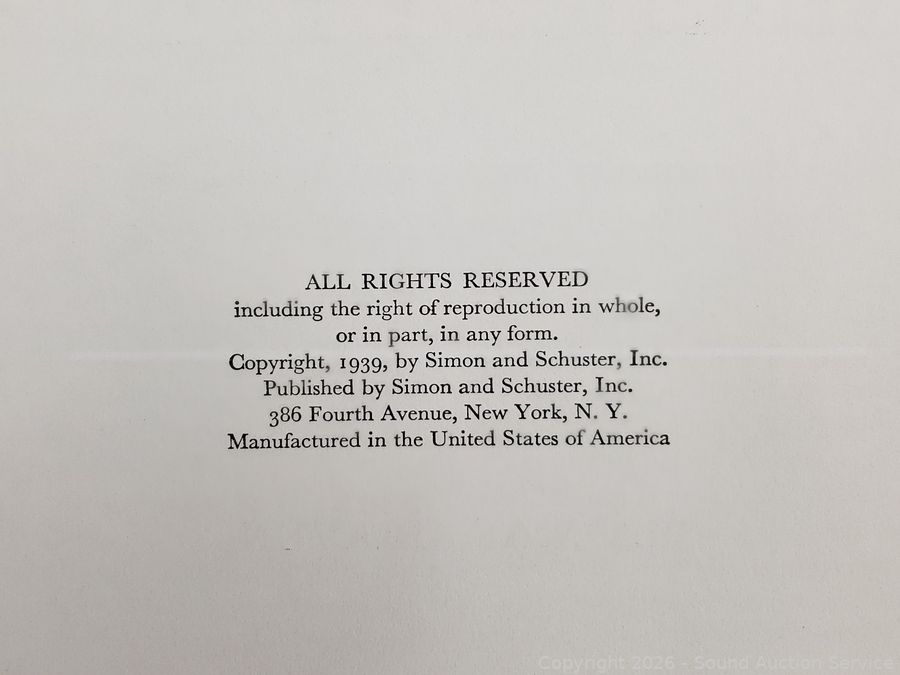 ALL RIGHTS RESERVED
including the right of reproduction in whole,
or in part, in any form.
Copyright, 1939, by Simon and Schuster, Inc.
Published by Simon and Schuster, Inc.
386 Fourth Avenue, New York, N. Y.
Manufactured in the United States of America
Copyright 2026 - Sound Auction Service